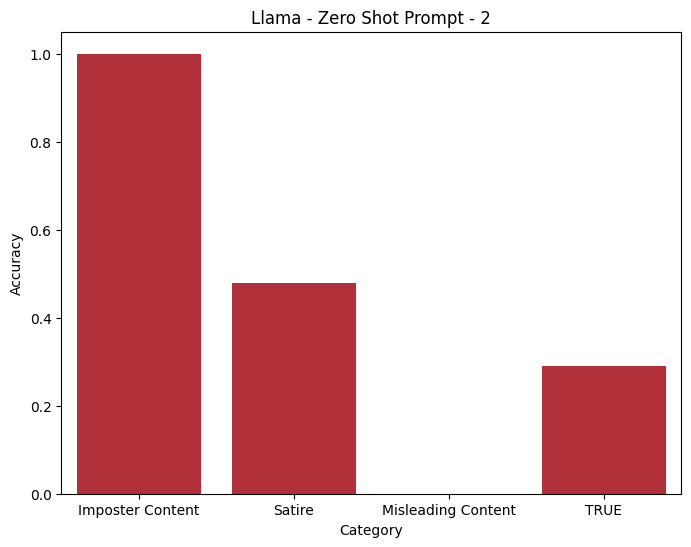 Llama - Zero Shot Prompt - 2
1.0
0.8
0.6
0.4
0.2
0.0
Accuracy
Imposter Content Satire Misleading Content TRUE
Category